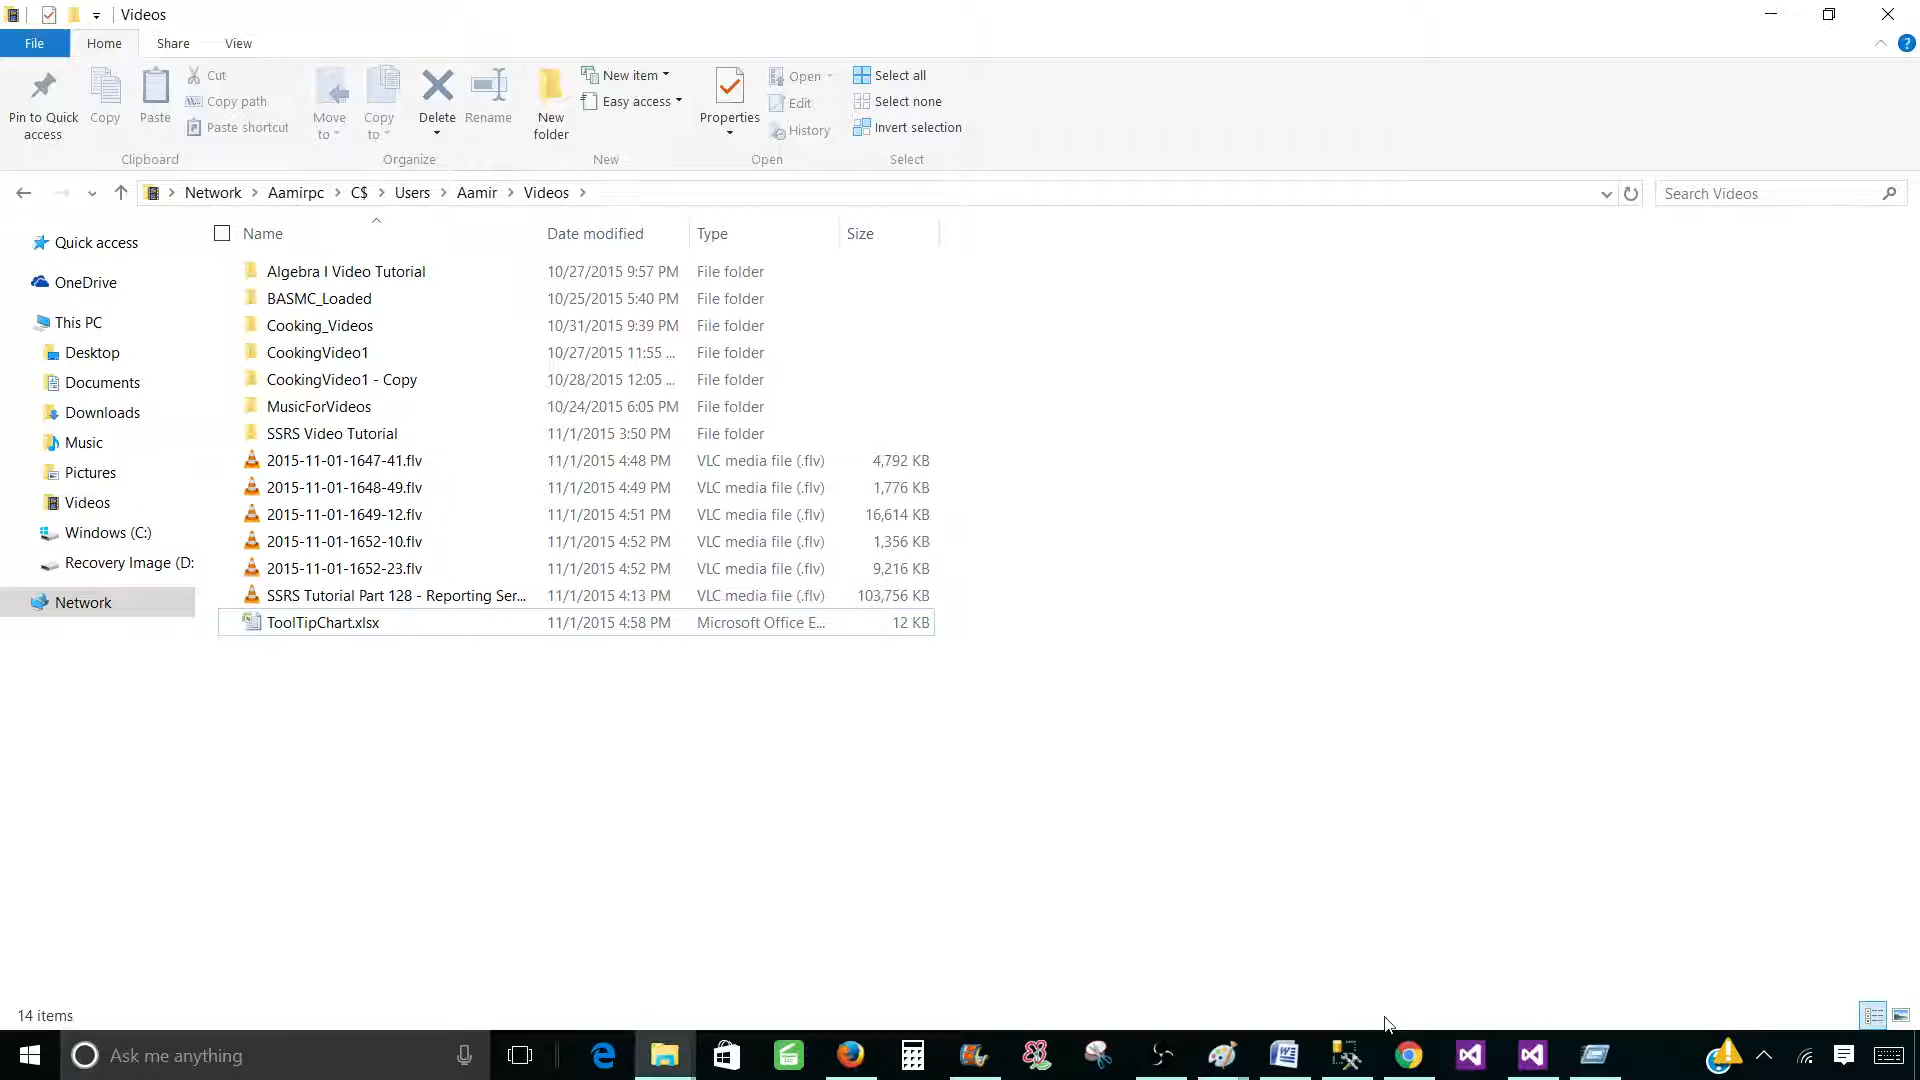 Videos
File Home Share View
Pin to Quick access
Copy
Paste
Cut
Copy path
Paste shortcut
Clipboard
Move to
Copy to
Delete
Rename
Organize
New folder
New item
Easy access
New
Properties
Open
Edit
History
Open
Select all
Select none
Invert selection
Select
Network Aamirpc C$ Users Aamir Videos
Search Videos
Quick access
OneDrive
This PC
Desktop
Documents
Downloads
Music
Pictures
Videos
Windows (C:)
Recovery Image (D:
Network
Name Date modified Type Size
Algebra I Video Tutorial 10/27/2015 9:57 PM File folder
BASMC_Loaded 10/25/2015 5:40 PM File folder
Cooking_Videos 10/31/2015 9:39 PM File folder
CookingVideo1 10/27/2015 11:55 ... File folder
CookingVideo1 - Copy 10/28/2015 12:05 ... File folder
MusicForVideos 10/24/2015 6:05 PM File folder
SSRS Video Tutorial 11/1/2015 3:50 PM File folder
2015-11-01-1647-41.flv 11/1/2015 4:48 PM VLC media file (.flv) 4,792 KB
2015-11-01-1648-49.flv 11/1/2015 4:49 PM VLC media file (.flv) 1,776 KB
2015-11-01-1649-12.flv 11/1/2015 4:51 PM VLC media file (.flv) 16,614 KB
2015-11-01-1652-10.flv 11/1/2015 4:52 PM VLC media file (.flv) 1,356 KB
2015-11-01-1652-23.flv 11/1/2015 4:52 PM VLC media file (.flv) 9,216 KB
SSRS Tutorial Part 128 - Reporting Ser... 11/1/2015 4:13 PM VLC media file (.flv) 103,756 KB
ToolTipChart.xlsx 11/1/2015 4:58 PM Microsoft Office E... 12 KB
14 items
Ask me anything